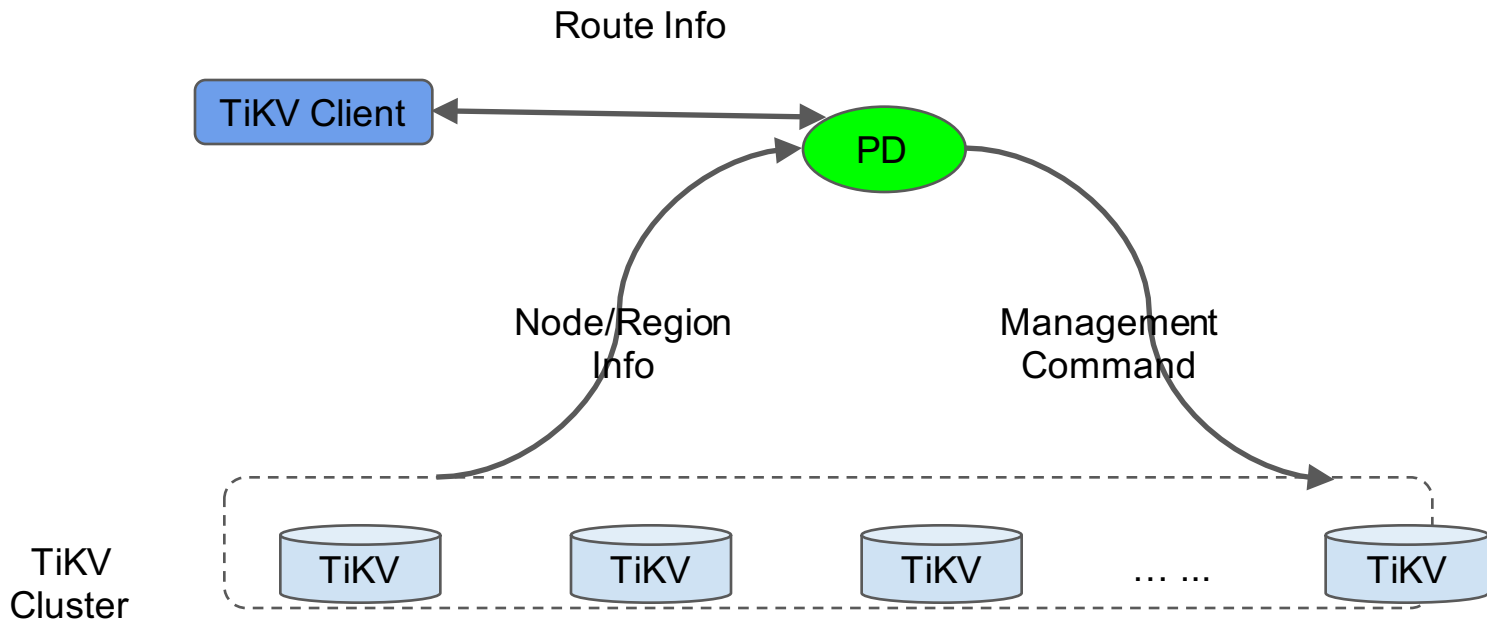 Route Info
TiKV Client
PD
Node/Region
Info
Management
Command
TiKV
Cluster
TiKV
TiKV
TiKV
... ...
TiKV